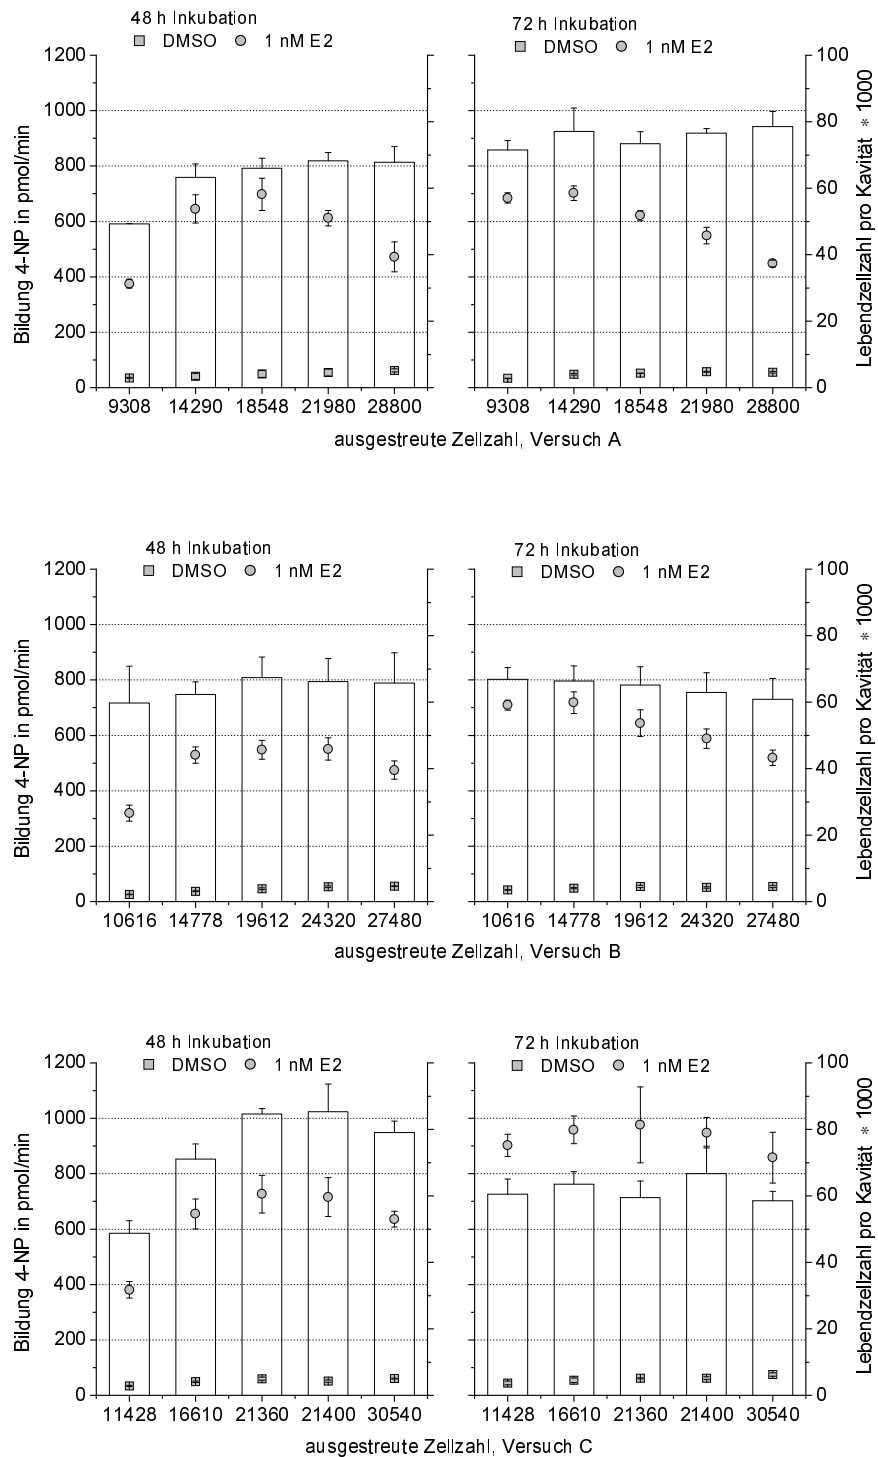 48 h Inkubation
DMSO 1 nM E2
72 h Inkubation
DMSO 1 nM E2
1200
1000
800
600
400
200
0
100
80
60
40
20
0
Bildung 4-NP in pmol/min
Lebendzellzahl pro Kavität * 1000
9308 14290 18548 21980 28800
9308 14290 18548 21980 28800
ausgestreute Zellzahl, Versuch A
48 h Inkubation
DMSO 1 nM E2
72 h Inkubation
DMSO 1 nM E2
1200
1000
800
600
400
200
0
100
80
60
40
20
0
Bildung 4-NP in pmol/min
Lebendzellzahl pro Kavität * 1000
10616 14778 19612 24320 27480
10616 14778 19612 24320 27480
ausgestreute Zellzahl, Versuch B
48 h Inkubation
DMSO 1 nM E2
72 h Inkubation
DMSO 1 nM E2
1200
1000
800
600
400
200
0
100
80
60
40
20
0
Bildung 4-NP in pmol/min
Lebendzellzahl pro Kavität * 1000
11428 16610 21360 21400 30540
11428 16610 21360 21400 30540
ausgestreute Zellzahl, Versuch C